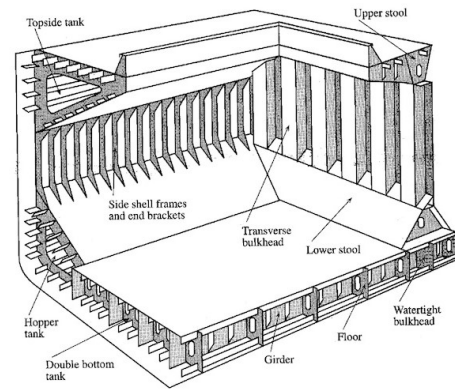 Topside tank
Upper stool
Side shell frames
and end brackets
Transverse
bulkhead
Lower stool
Hopper
tank
Double bottom
tank
Girder
Floor
Watertight
bulkhead